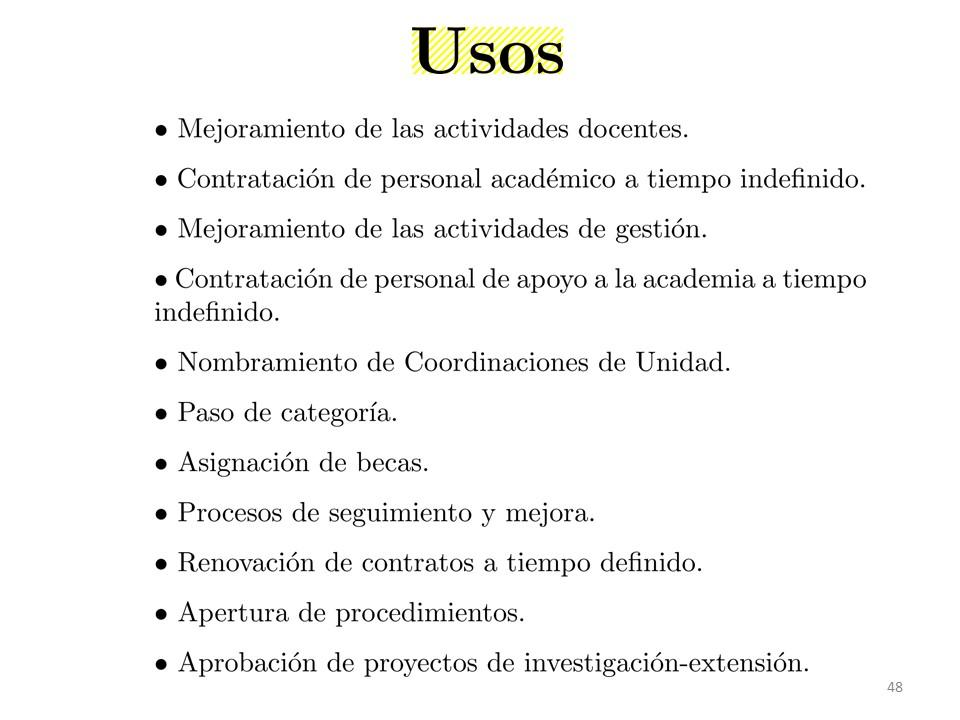 Usos
• Mejoramiento de las actividades docentes.
• Contratación de personal académico a tiempo indefinido.
• Mejoramiento de las actividades de gestión.
• Contratación de personal de apoyo a la academia a tiempo
indefinido.
• Nombramiento de Coordinaciones de Unidad.
• Paso de categoría.
• Asignación de becas.
• Procesos de seguimiento y mejora.
• Renovación de contratos a tiempo definido.
• Apertura de procedimientos.
• Aprobación de proyectos de investigación-extensión.
48